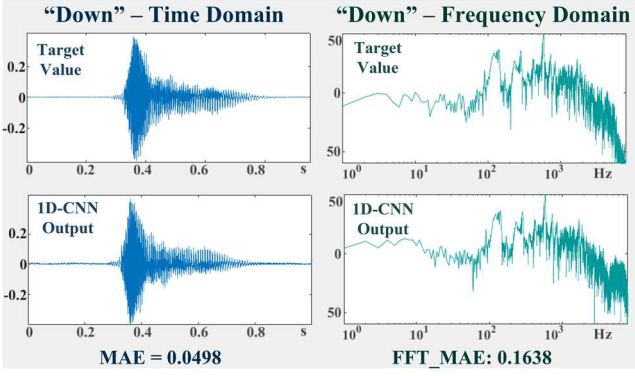 “Down” – Time Domain
“Down” – Frequency Domain
Target
Value
0.2
0
-0.2
0 0.2 0.4 0.6 0.8 s
Target
Value
50
0
50
10^0 10^1 10^2 10^3 Hz
1D-CNN
Output
0.2
0
-0.2
0 0.2 0.4 0.6 0.8 s
1D-CNN
Output
50
0
50
10^0 10^1 10^2 10^3 Hz
MAE = 0.0498
FFT_MAE: 0.1638